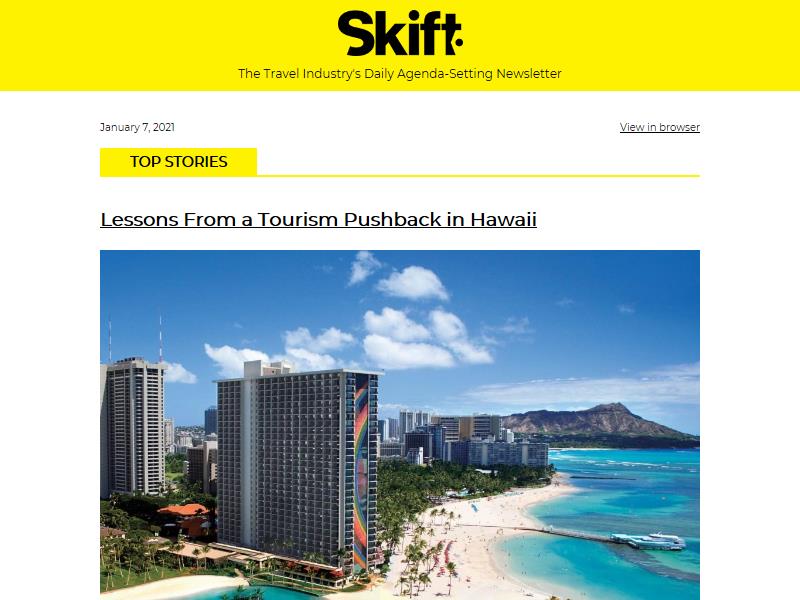 Skift
The Travel Industry's Daily Agenda-Setting Newsletter
January 7, 2021
View in browser
TOP STORIES
Lessons From a Tourism Pushback in Hawaii